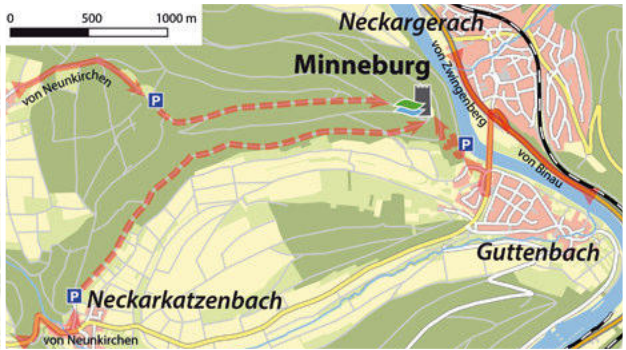 0 500 1000 m
Neckargerach
Minneburg
von Zwingenberg
von Neunkirchen
P
P
von Binau
Guttenbach
P
Neckarkatzenbach
von Neunkirchen